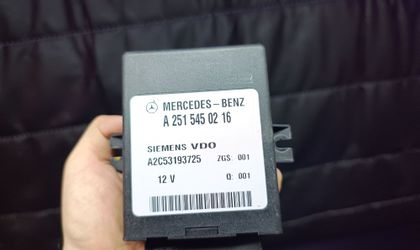 MERCEDES-BENZ
A 251 545 02 16
SIEMENS VDO
A2C53193725 ZGS: 001
12 V Q: 001